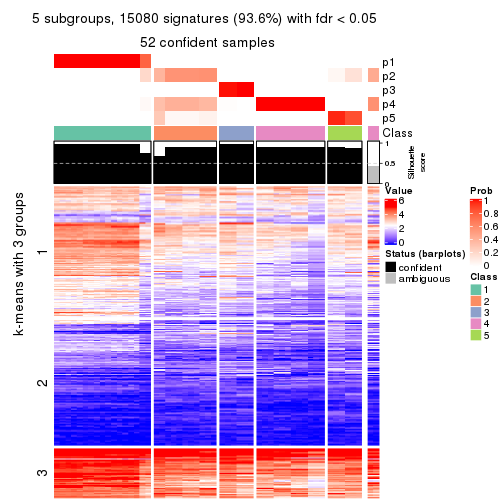 5 subgroups, 15080 signatures (93.6%) with fdr < 0.05
52 confident samples
p1
p2
p3
p4
p5
Class
1
0.5
0
Silhouette
score
k-means with 3 groups
1
2
3
Value
6
4
2
0
Status (barplots)
confident
ambiguous
Prob
1
0.8
0.6
0.4
0.2
0
Class
1
2
3
4
5